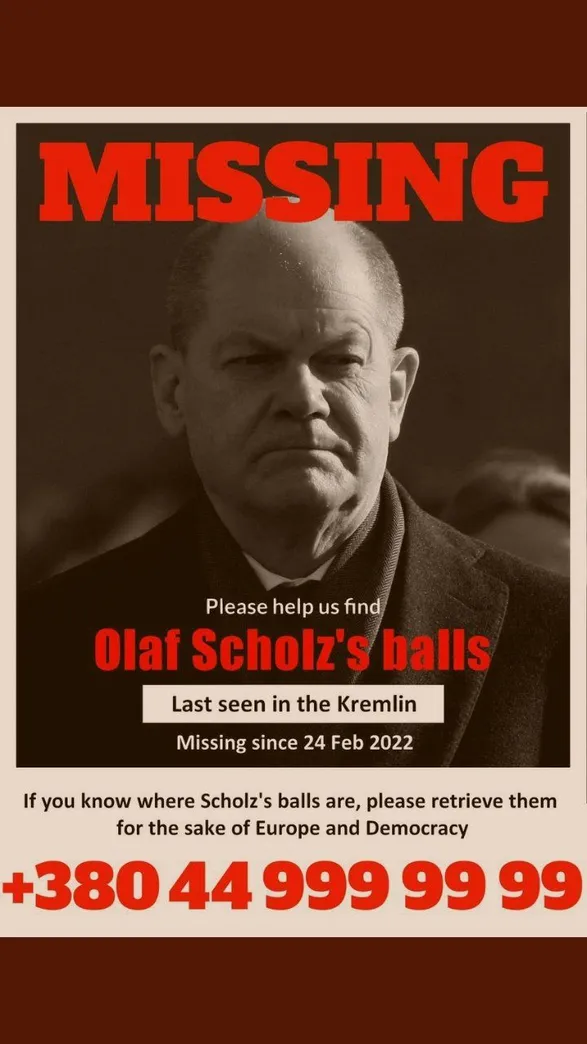 MISSING
Please help us find
Olaf Scholz's balls
Last seen in the Kremlin
Missing since 24 Feb 2022
If you know where Scholz's balls are, please retrieve them
for the sake of Europe and Democracy
+380 44 999 99 99